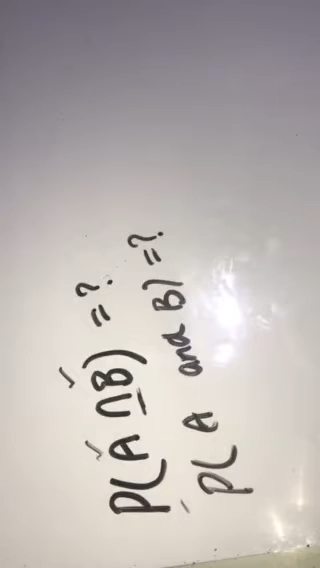 P(A∩B) = ?
P(A and B) = ?